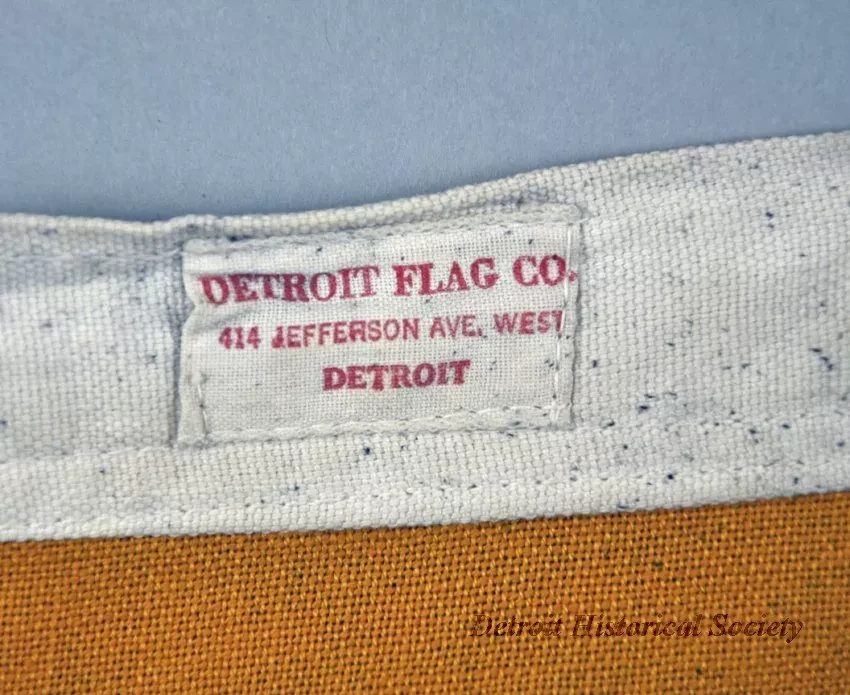 DETROIT FLAG CO.
414 JEFFERSON AVE. WEST
DETROIT
Detroit Historical Society